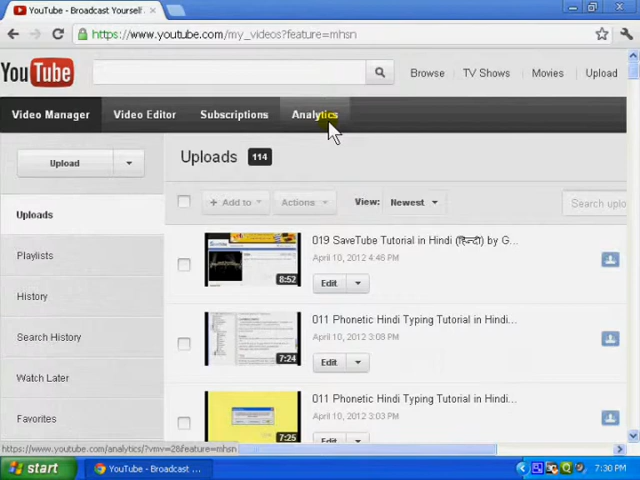 YouTube - Broadcast Yourself.
https://www.youtube.com/my_videos?feature=mhsn
YouTube
Browse TV Shows Movies Upload
Video Manager Video Editor Subscriptions Analytics
Upload
Uploads 114
+ Add to Actions View: Newest Search uplo
Uploads
Playlists
History
Search History
Watch Later
Favorites
019 SaveTube Tutorial in Hindi (हिन्दी) by G...
April 10, 2012 4:46 PM
8:52
Edit
011 Phonetic Hindi Typing Tutorial in Hindi...
April 10, 2012 3:08 PM
7:24
Edit
011 Phonetic Hindi Typing Tutorial in Hindi...
April 10, 2012 3:03 PM
7:25
Edit
https://www.youtube.com/analytics/?vmv=2&feature=mhsn
start YouTube - Broadcast ... 7:30 PM